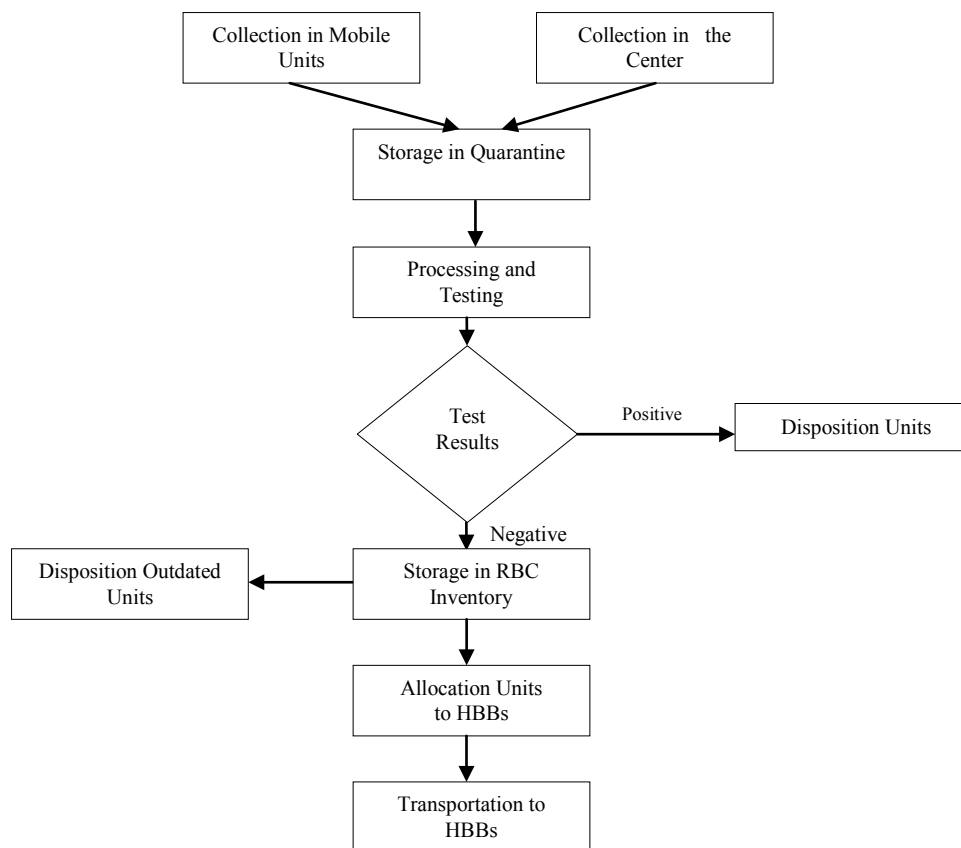 Collection in Mobile
Units
Collection in the
Center
Storage in Quarantine
Processing and
Testing
Test
Results
Positive
Disposition Units
Negative
Disposition Outdated
Units
Storage in RBC
Inventory
Allocation Units
to HBBs
Transportation to
HBBs